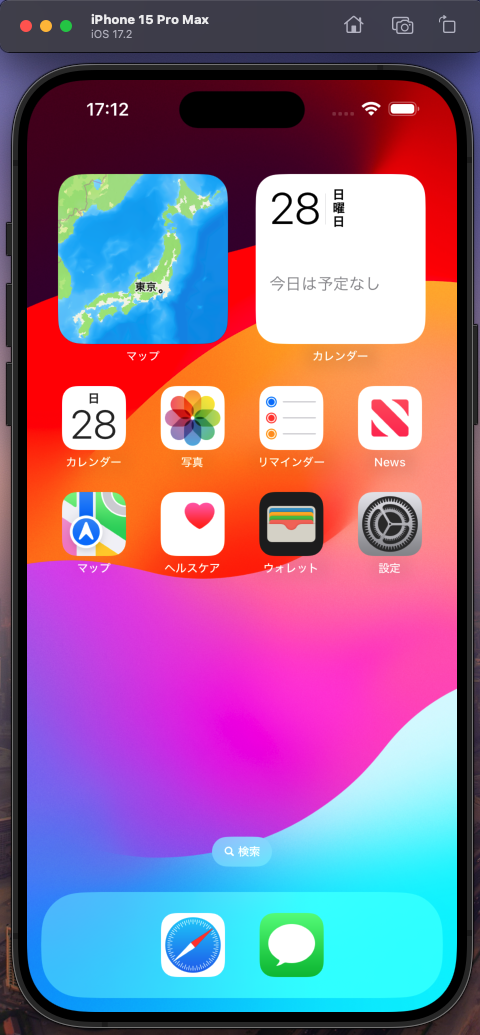 iPhone 15 Pro Max
iOS 17.2
17:12
東京
28
日
曜
日
今日は予定なし
マップ
カレンダー
日
28
カレンダー
写真
リマインダー
News
マップ
ヘルスケア
ウォレット
設定
検索